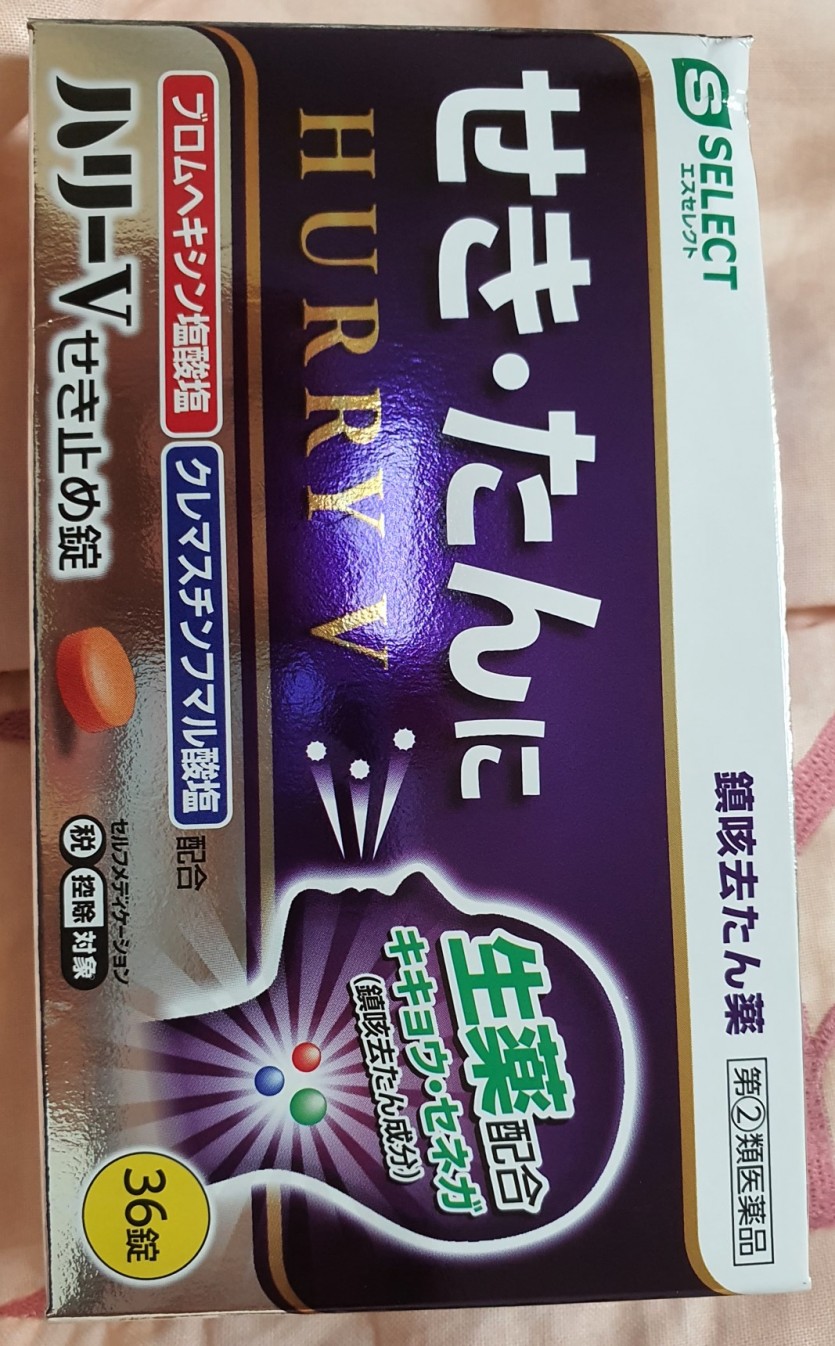 S SELECT
エスセレクト
鎮咳去たん薬
第②類医薬品
せき・たんに
HURRY V
生薬配合
キキョウ・セネガ
(鎮咳去たん成分)
ブロムヘキシン塩酸塩 クレマスチンフマル酸塩 配合
ハリーVせき止め錠
セルフメディケーション
税 控除 対象
36錠